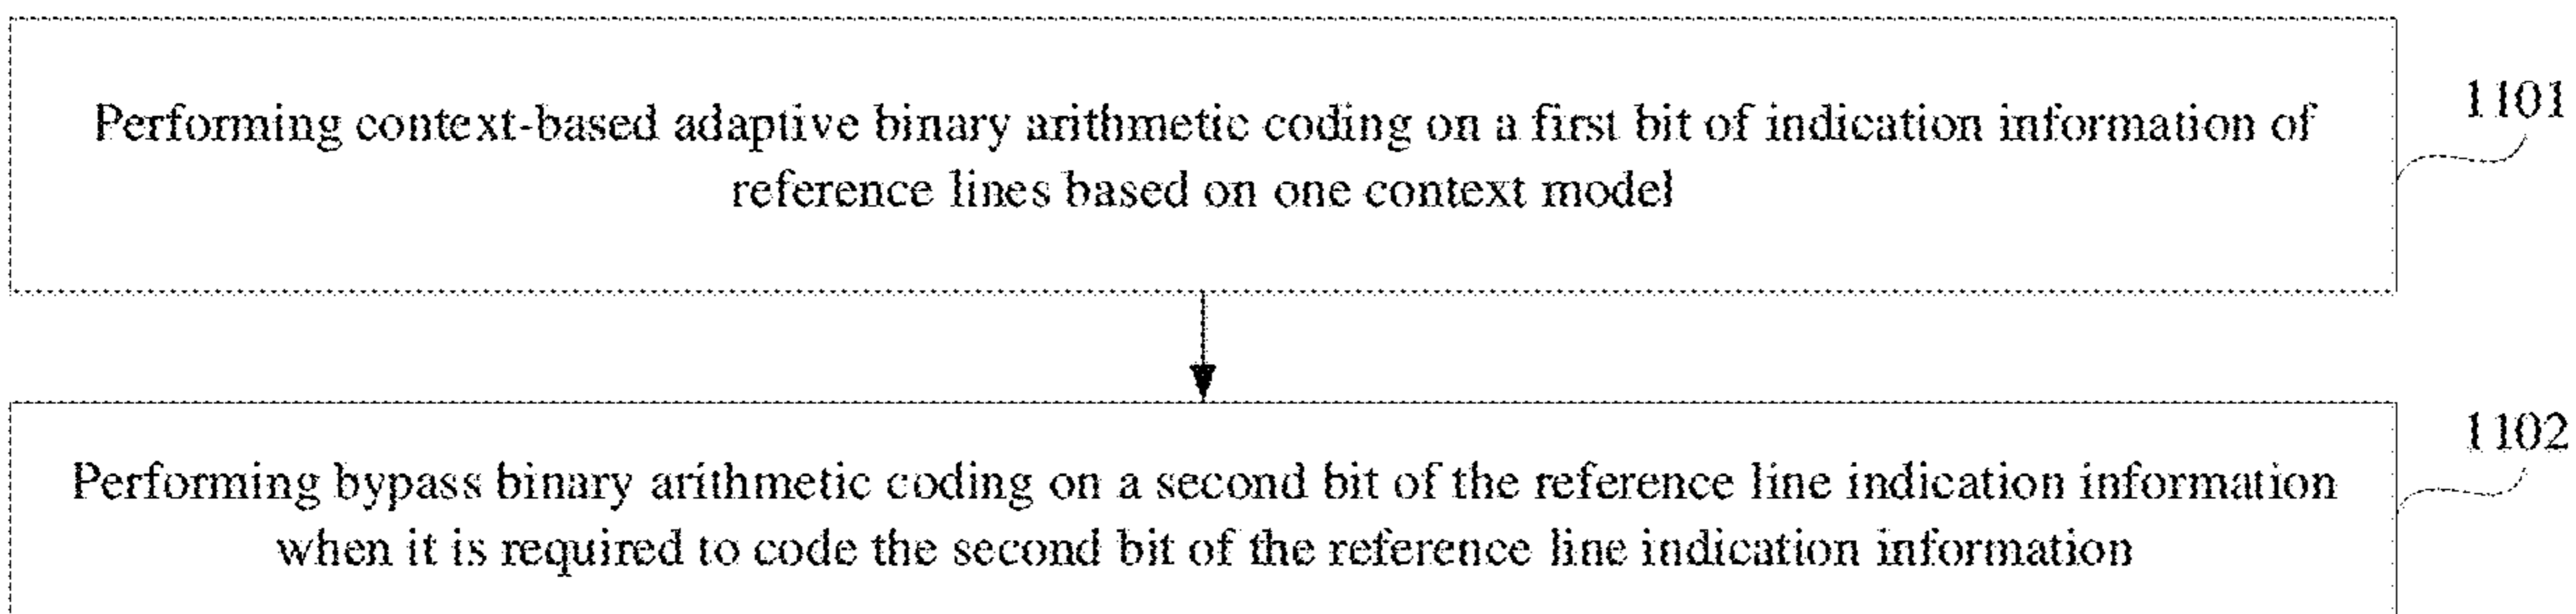 Performing context-based adaptive binary arithmetic coding on a first bit of indication information of
reference lines based on one context model
1101
Performing bypass binary arithmetic coding on a second bit of the reference line indication information
when it is required to code the second bit of the reference line indication information
1102